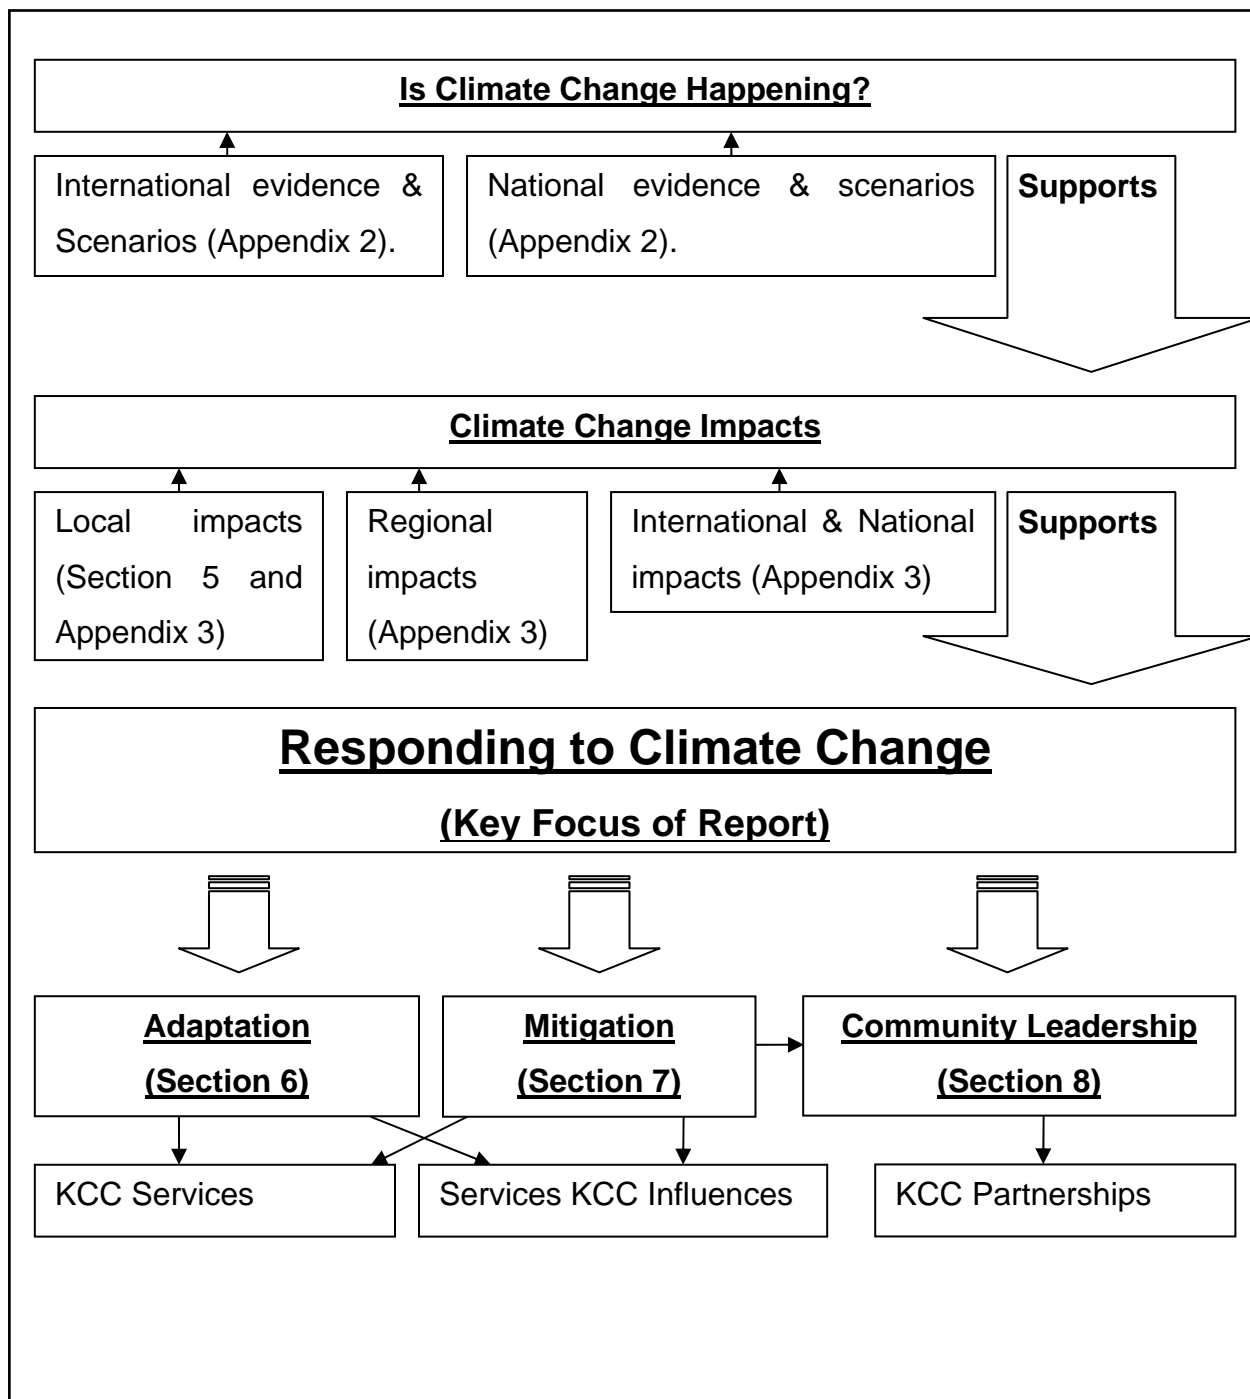 Is Climate Change Happening?
International evidence &
Scenarios (Appendix 2).
National evidence & scenarios
(Appendix 2).
Supports
Climate Change Impacts
Local impacts
(Section 5 and
Appendix 3)
Regional
impacts
(Appendix 3)
International & National
impacts (Appendix 3)
Supports
Responding to Climate Change
(Key Focus of Report)
Adaptation
(Section 6)
Mitigation
(Section 7)
Community Leadership
(Section 8)
KCC Services
Services KCC Influences
KCC Partnerships